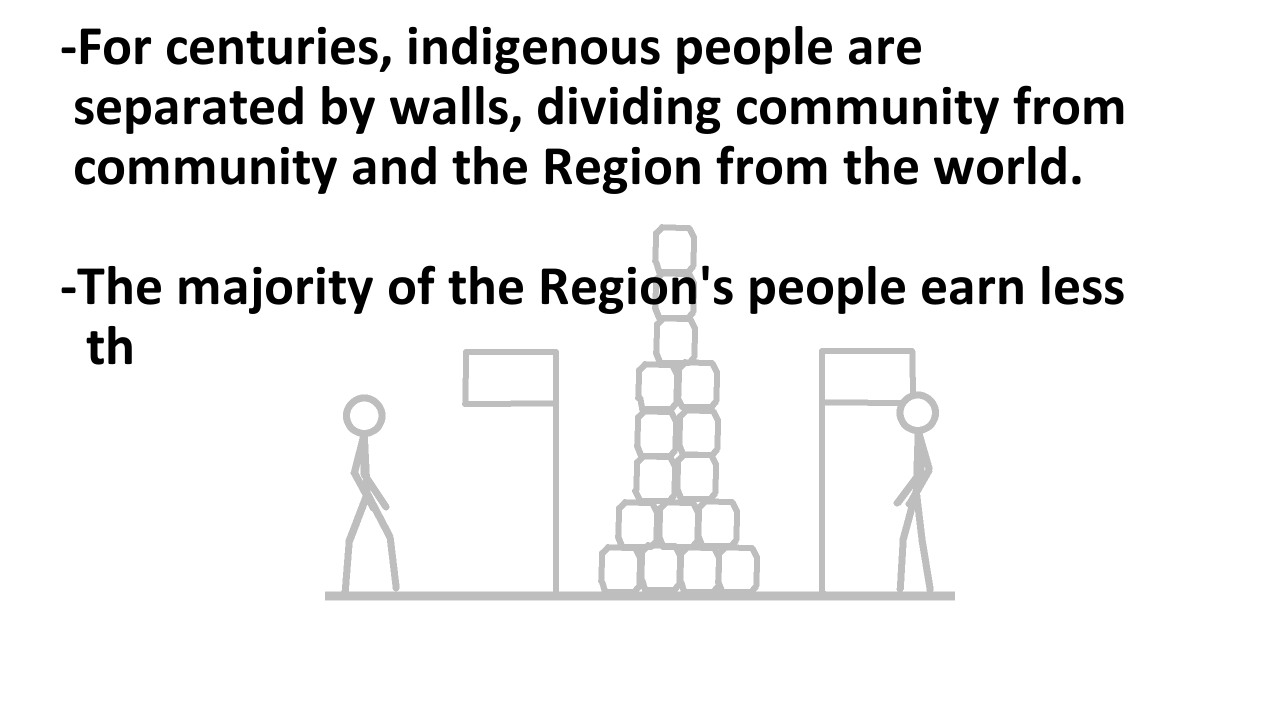 -For centuries, indigenous people are
separated by walls, dividing community from
community and the Region from the world.
-The majority of the Region's people earn less
th